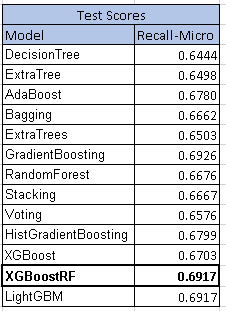 Test Scores
Model Recall-Micro
DecisionTree 0.6444
ExtraTree 0.6498
AdaBoost 0.6780
Bagging 0.6662
ExtraTrees 0.6503
GradientBoosting 0.6926
RandomForest 0.6676
Stacking 0.6667
Voting 0.6576
HistGradientBoosting 0.6799
XGBoost 0.6703
XGBoostRF 0.6917
LightGBM 0.6917